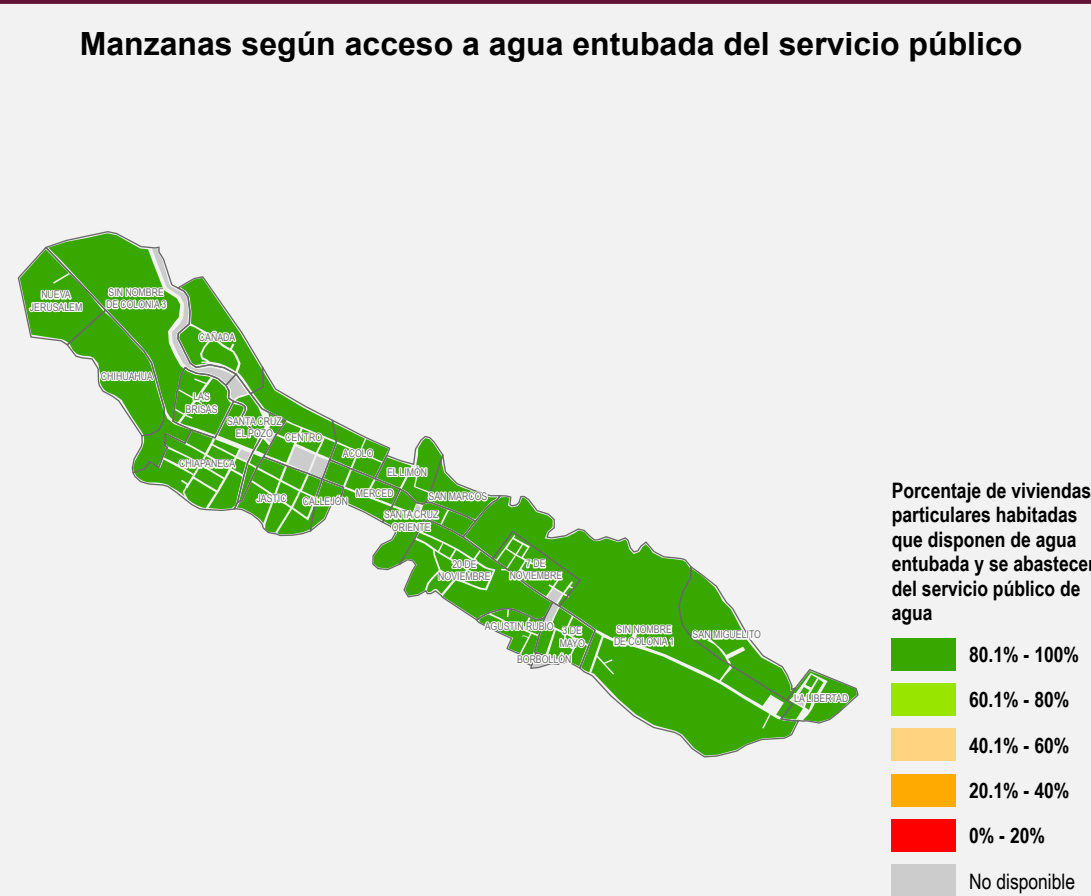 Manzanas según acceso a agua entubada del servicio público
NUEVA
JERUSALEM
SIN NOMBRE
DE COLONIA 3
CAÑADA
CHIHUAHUA
LAS
BRISAS
SANTA CRUZ
EL POZO
CENTRO
ACOLO
CHIAPANECA
EL LIMÓN
JASTIC
CALLEJÓN
MERCED
SAN MARCOS
SANTA CRUZ
ORIENTE
20 DE
NOVIEMBRE
7 DE
NOVIEMBRE
AGUSTIN RUBIO
3 DE
MAYO
BORBOLLÓN
SIN NOMBRE
DE COLONIA 1
SAN MIGUELITO
LA LIBERTAD
Porcentaje de viviendas
particulares habitadas
que disponen de agua
entubada y se abastecen
del servicio público de
agua
80.1% - 100%
60.1% - 80%
40.1% - 60%
20.1% - 40%
0% - 20%
No disponible